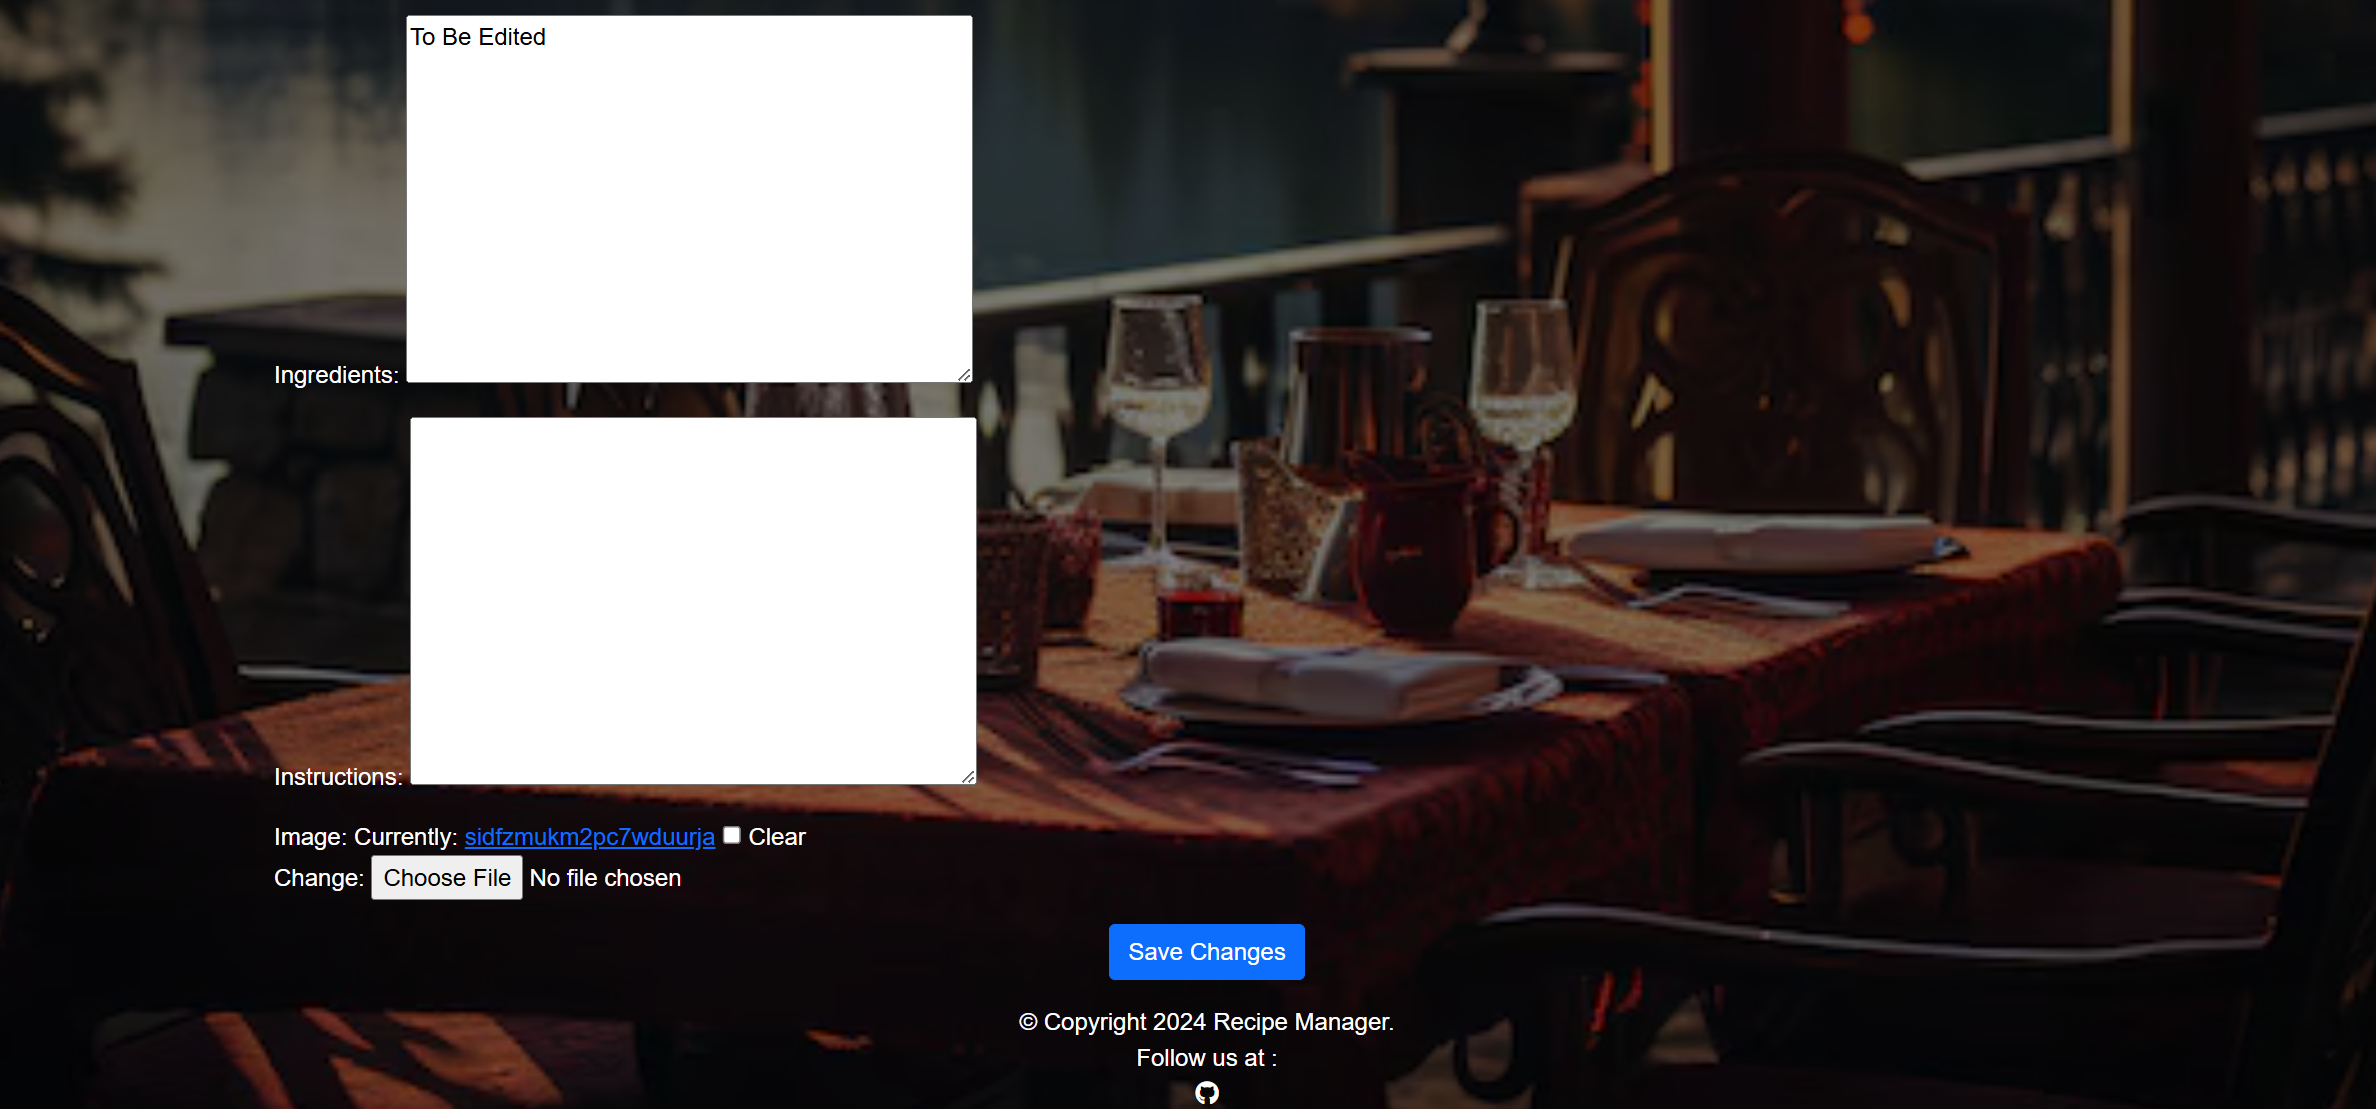 To Be Edited
Ingredients:
Instructions:
Image: Currently: sidfzmukm2pc7wduurja Clear
Change: Choose File No file chosen
Save Changes
© Copyright 2024 Recipe Manager.
Follow us at :